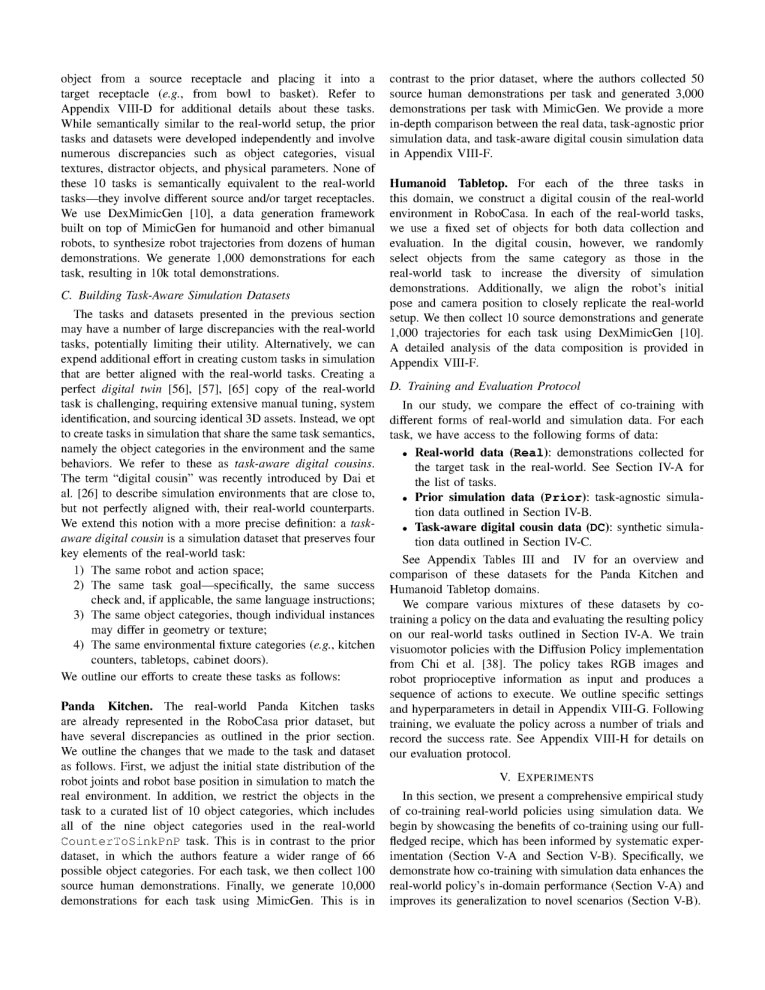 object from a source receptacle and placing it into a
target receptacle (e.g., from bowl to basket). Refer to
Appendix VIII-D for additional details about these tasks.
While semantically similar to the real-world setup, the prior
tasks and datasets were developed independently and involve
numerous discrepancies such as object categories, visual
textures, distractor objects, and physical parameters. None of
these 10 tasks is semantically equivalent to the real-world
tasks—they involve different source and/or target receptacles.
We use DexMimicGen [10], a data generation framework
built on top of MimicGen for humanoid and other bimanual
robots, to synthesize robot trajectories from dozens of human
demonstrations. We generate 1,000 demonstrations for each
task, resulting in 10k total demonstrations.
C. Building Task-Aware Simulation Datasets
The tasks and datasets presented in the previous section
may have a number of large discrepancies with the real-world
tasks, potentially limiting their utility. Alternatively, we can
expend additional effort in creating custom tasks in simulation
that are better aligned with the real-world tasks. Creating a
perfect digital twin [56], [57], [65] copy of the real-world
task is challenging, requiring extensive manual tuning, system
identification, and sourcing identical 3D assets. Instead, we opt
to create tasks in simulation that share the same task semantics,
namely the object categories in the environment and the same
behaviors. We refer to these as task-aware digital cousins.
The term “digital cousin” was recently introduced by Dai et
al. [26] to describe simulation environments that are close to,
but not perfectly aligned with, their real-world counterparts.
We extend this notion with a more precise definition: a task-
aware digital cousin is a simulation dataset that preserves four
key elements of the real-world task:
1) The same robot and action space;
2) The same task goal—specifically, the same success
check and, if applicable, the same language instructions;
3) The same object categories, though individual instances
may differ in geometry or texture;
4) The same environmental fixture categories (e.g., kitchen
counters, tabletops, cabinet doors).
We outline our efforts to create these tasks as follows:
Panda Kitchen. The real-world Panda Kitchen tasks
are already represented in the RoboCasa prior dataset, but
have several discrepancies as outlined in the prior section.
We outline the changes that we made to the task and dataset
as follows. First, we adjust the initial state distribution of the
robot joints and robot base position in simulation to match the
real environment. In addition, we restrict the objects in the
task to a curated list of 10 object categories, which includes
all of the nine object categories used in the real-world
CounterToSinkPnP task. This is in contrast to the prior
dataset, in which the authors feature a wider range of 66
possible object categories. For each task, we then collect 100
source human demonstrations. Finally, we generate 10,000
demonstrations for each task using MimicGen. This is in
contrast to the prior dataset, where the authors collected 50
source human demonstrations per task and generated 3,000
demonstrations per task with MimicGen. We provide a more
in-depth comparison between the real data, task-agnostic prior
simulation data, and task-aware digital cousin simulation data
in Appendix VIII-F.
Humanoid Tabletop. For each of the three tasks in
this domain, we construct a digital cousin of the real-world
environment in RoboCasa. In each of the real-world tasks,
we use a fixed set of objects for both data collection and
evaluation. In the digital cousin, however, we randomly
select objects from the same category as those in the
real-world task to increase the diversity of simulation
demonstrations. Additionally, we align the robot’s initial
pose and camera position to closely replicate the real-world
setup. We then collect 10 source demonstrations and generate
1,000 trajectories for each task using DexMimicGen [10].
A detailed analysis of the data composition is provided in
Appendix VIII-F.
D. Training and Evaluation Protocol
In our study, we compare the effect of co-training with
different forms of real-world and simulation data. For each
task, we have access to the following forms of data:
• Real-world data (Real): demonstrations collected for
the target task in the real-world. See Section IV-A for
the list of tasks.
• Prior simulation data (Prior): task-agnostic simula-
tion data outlined in Section IV-B.
• Task-aware digital cousin data (DC): synthetic simula-
tion data outlined in Section IV-C.
See Appendix Tables III and IV for an overview and
comparison of these datasets for the Panda Kitchen and
Humanoid Tabletop domains.
We compare various mixtures of these datasets by co-
training a policy on the data and evaluating the resulting policy
on our real-world tasks outlined in Section IV-A. We train
visuomotor policies with the Diffusion Policy implementation
from Chi et al. [38]. The policy takes RGB images and
robot proprioceptive information as input and produces a
sequence of actions to execute. We outline specific settings
and hyperparameters in detail in Appendix VIII-G. Following
training, we evaluate the policy across a number of trials and
record the success rate. See Appendix VIII-H for details on
our evaluation protocol.
V. EXPERIMENTS
In this section, we present a comprehensive empirical study
of co-training real-world policies using simulation data. We
begin by showcasing the benefits of co-training using our full-
fledged recipe, which has been informed by systematic exper-
imentation (Section V-A and Section V-B). Specifically, we
demonstrate how co-training with simulation data enhances the
real-world policy’s in-domain performance (Section V-A) and
improves its generalization to novel scenarios (Section V-B).